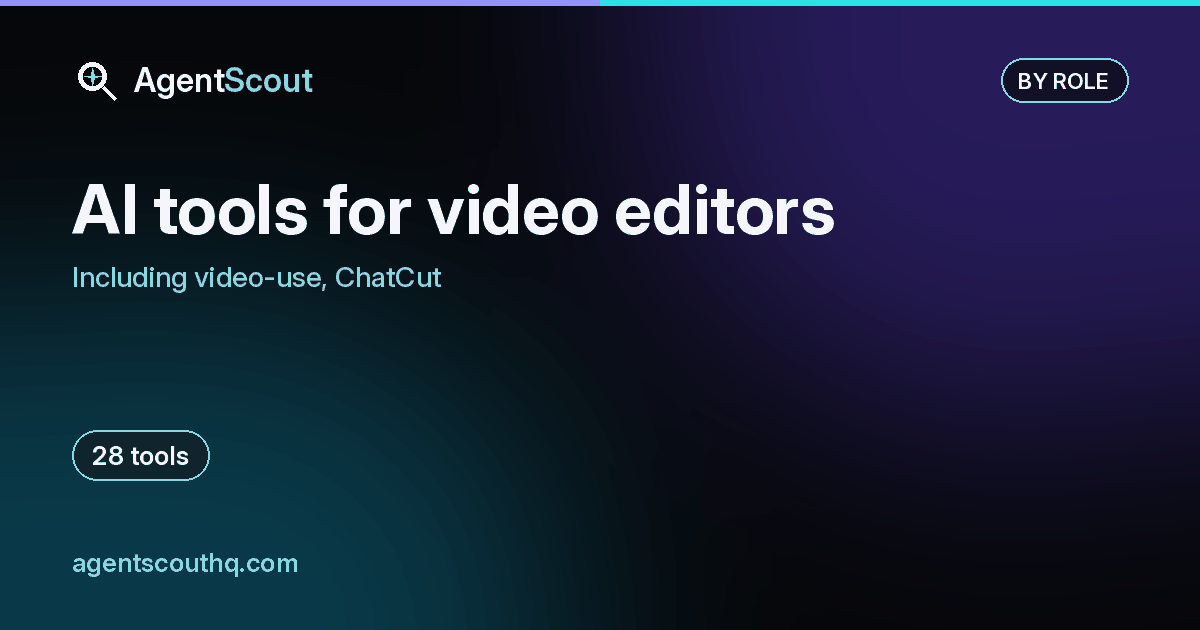 AgentScout
BY ROLE
AI tools for video editors
Including video-use, ChatCut
28 tools
agentscouthq.com